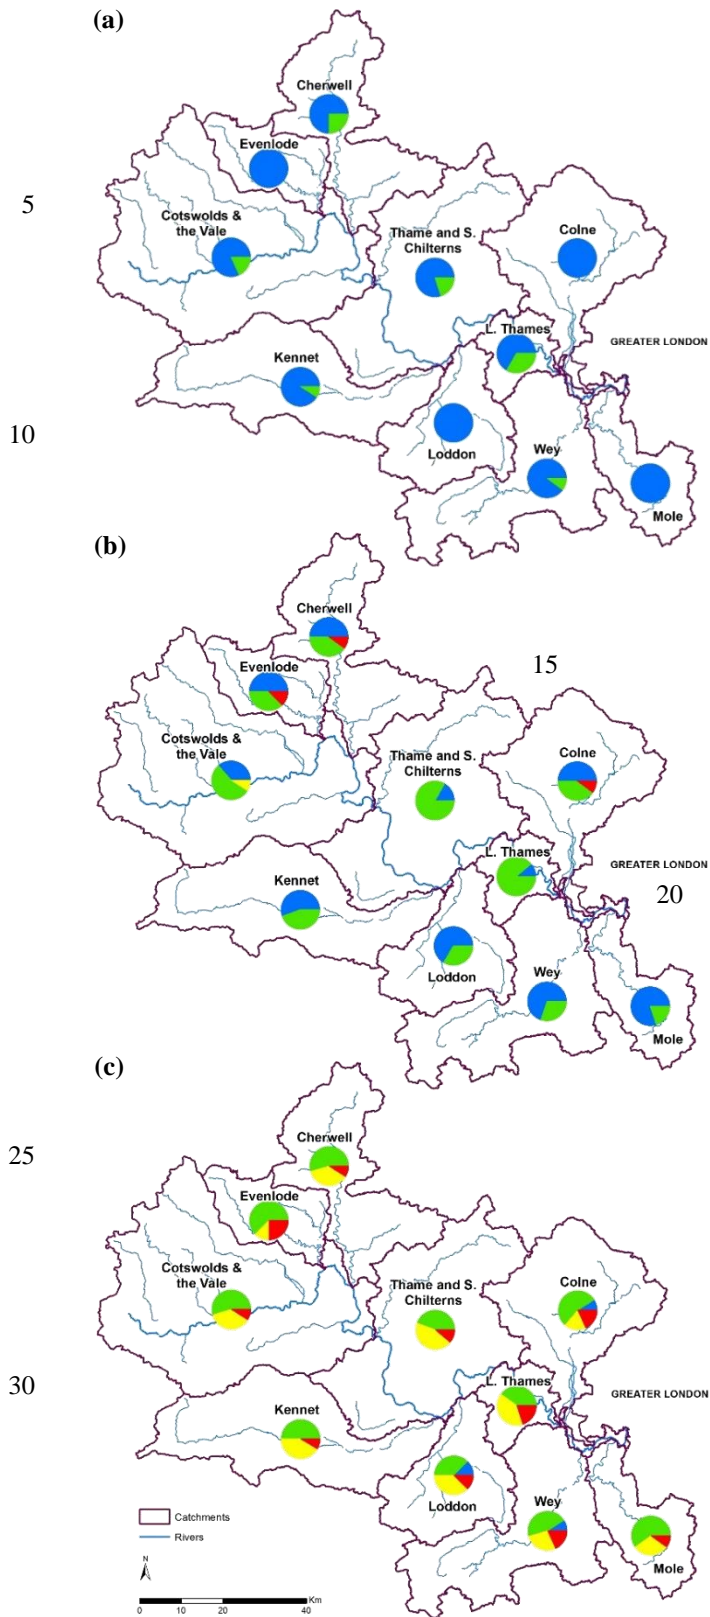 (a)
Cherwell
Evenlode
5
Cotswolds &
the Vale
Thame and S.
Chilterns
Colne
L. Thames
GREATER LONDON
Kennet
10
Loddon
Wey
Mole
(b)
Cherwell
15
Evenlode
Cotswolds &
the Vale
Thame and S.
Chilterns
Colne
L. Thames
GREATER LONDON
Kennet
20
Loddon
Wey
Mole
(c)
Cherwell
25
Evenlode
Cotswolds &
the Vale
Thame and S.
Chilterns
Colne
30
L. Thames
GREATER LONDON
Kennet
Loddon
Wey
Mole
Catchments
Rivers
N
Km
0 10 20 40